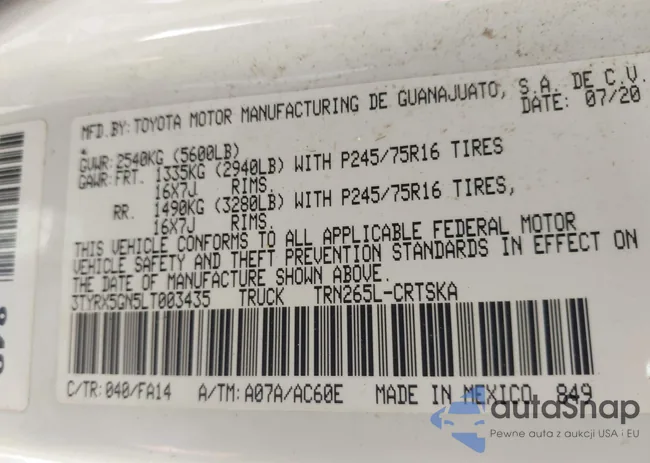 MFD.BY: TOYOTA MOTOR MANUFACTURING DE GUANAJUATO, S.A. DE C.V.
DATE: 07/20
GVWR: 2540KG (5600LB)
GAWR: FRT. 1335KG (2940LB) WITH P245/75R16 TIRES
16X7J RIMS.
RR. 1490KG (3280LB) WITH P245/75R16 TIRES,
16X7J RIMS.
THIS VEHICLE CONFORMS TO ALL APPLICABLE FEDERAL MOTOR
VEHICLE SAFETY AND THEFT PREVENTION STANDARDS IN EFFECT ON
THE DATE OF MANUFACTURE SHOWN ABOVE.
3TYRX5GN5LT003435 TRUCK TRN265L-CRTSKA
C/TR: 040/FA14 A/TM: A07A/AC60E MADE IN MEXICO 849
autoSnap
Pewne auta z aukcji USA i EU